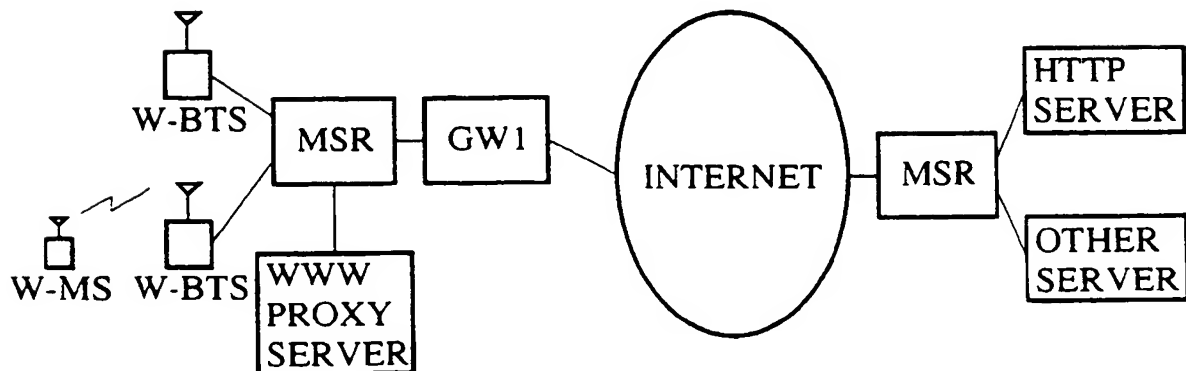 W-BTS
MSR
GW1
INTERNET
MSR
HTTP
SERVER
W-MS
W-BTS
WWW
PROXY
SERVER
OTHER
SERVER